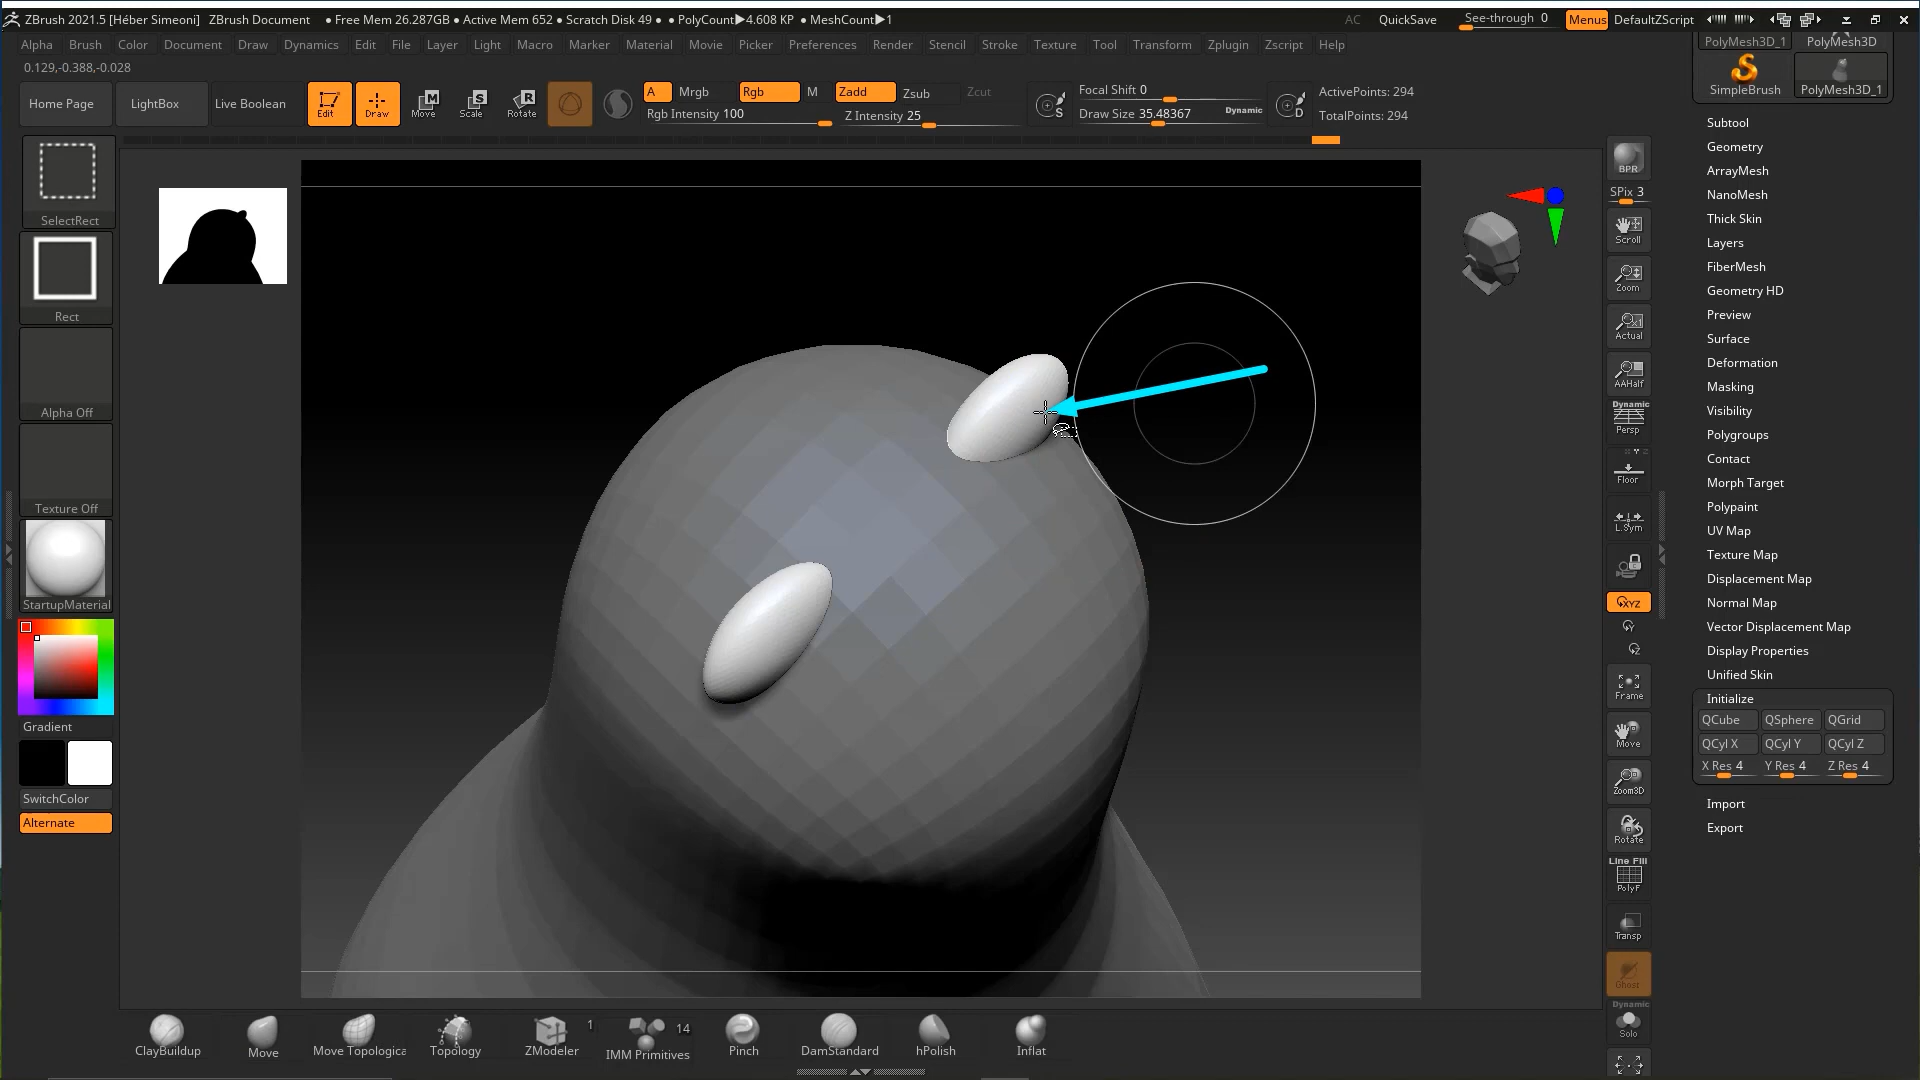 ZBrush 2021.5 [Héber Simeoni] ZBrush Document ● Free Mem 26.287GB ● Active Mem 652 ● Scratch Disk 49 ● ● PolyCount▶4.608 KP ● MeshCount▶1 AC QuickSave See-through 0 Menus DefaultZScript
Alpha Brush Color Document Draw Dynamics Edit File Layer Light Macro Marker Material Movie Picker Preferences Render Stencil Stroke Texture Tool Transform Zplugin Zscript Help
0.129,-0.388,-0.028
Home Page LightBox Live Boolean Edit Draw Move Scale Rotate
A Mrgb Rgb M Zadd Zsub Zcut
Rgb Intensity 100 Z Intensity 25
Focal Shift 0
Draw Size 35.48367 Dynamic
ActivePoints: 294
TotalPoints: 294
SelectRect
Rect
Alpha Off
Texture Off
StartupMaterial
Gradient
SwitchColor
Alternate
BPR
SPix 3
Scroll
Zoom
Actual
AAHalf
Dynamic
Persp
Floor
L.Sym
XYZ
Frame
Move
Zoom3D
Rotate
Line Fill
PolyF
Transp
Ghost
Dynamic
Solo
PolyMesh3D_1 PolyMesh3D
SimpleBrush PolyMesh3D_1
Subtool
Geometry
ArrayMesh
NanoMesh
Thick Skin
Layers
FiberMesh
Geometry HD
Preview
Surface
Deformation
Masking
Visibility
Polygroups
Contact
Morph Target
Polypaint
UV Map
Texture Map
Displacement Map
Normal Map
Vector Displacement Map
Display Properties
Unified Skin
Initialize
QCube QSphere QGrid
QCyl X QCyl Y QCyl Z
X Res 4 Y Res 4 Z Res 4
Import
Export
ClayBuildup Move Move Topologica Topology ZModeler 1 IMM Primitives 14 Pinch DamStandard hPolish Inflat